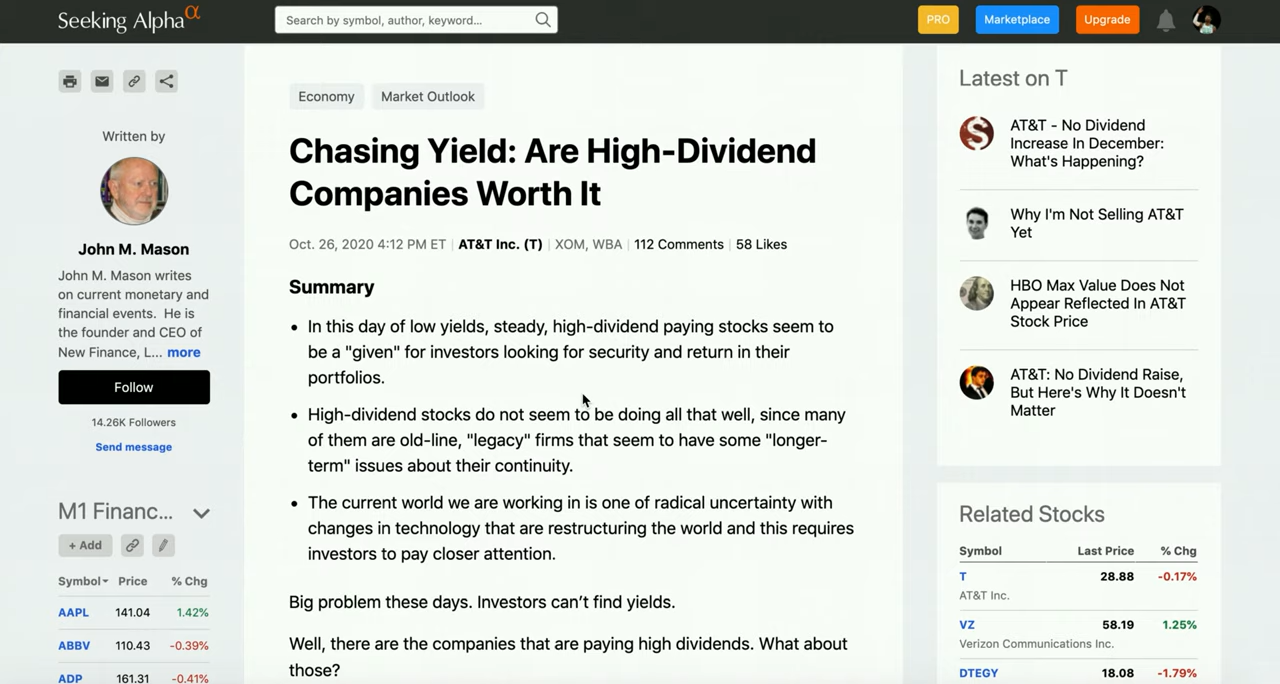 Seeking Alpha α
Search by symbol, author, keyword...
PRO
Marketplace
Upgrade
Written by
John M. Mason
John M. Mason writes
on current monetary and
financial events. He is
the founder and CEO of
New Finance, L... more
Follow
14.26K Followers
Send message
M1 Financ...
+ Add
Symbol Price % Chg
AAPL 141.04 1.42%
ABBV 110.43 -0.39%
ADP 161.31 -0.41%
Economy
Market Outlook
Chasing Yield: Are High-Dividend
Companies Worth It
Oct. 26, 2020 4:12 PM ET | AT&T Inc. (T) | XOM, WBA | 112 Comments | 58 Likes
Summary
• In this day of low yields, steady, high-dividend paying stocks seem to
be a "given" for investors looking for security and return in their
portfolios.
• High-dividend stocks do not seem to be doing all that well, since many
of them are old-line, "legacy" firms that seem to have some "longer-
term" issues about their continuity.
• The current world we are working in is one of radical uncertainty with
changes in technology that are restructuring the world and this requires
investors to pay closer attention.
Big problem these days. Investors can’t find yields.
Well, there are the companies that are paying high dividends. What about
those?
Latest on T
AT&T - No Dividend
Increase In December:
What's Happening?
Why I'm Not Selling AT&T
Yet
HBO Max Value Does Not
Appear Reflected In AT&T
Stock Price
AT&T: No Dividend Raise,
But Here's Why It Doesn't
Matter
Related Stocks
Symbol Last Price % Chg
T 28.88 -0.17%
AT&T Inc.
VZ 58.19 1.25%
Verizon Communications Inc.
DTEGY 18.08 -1.79%